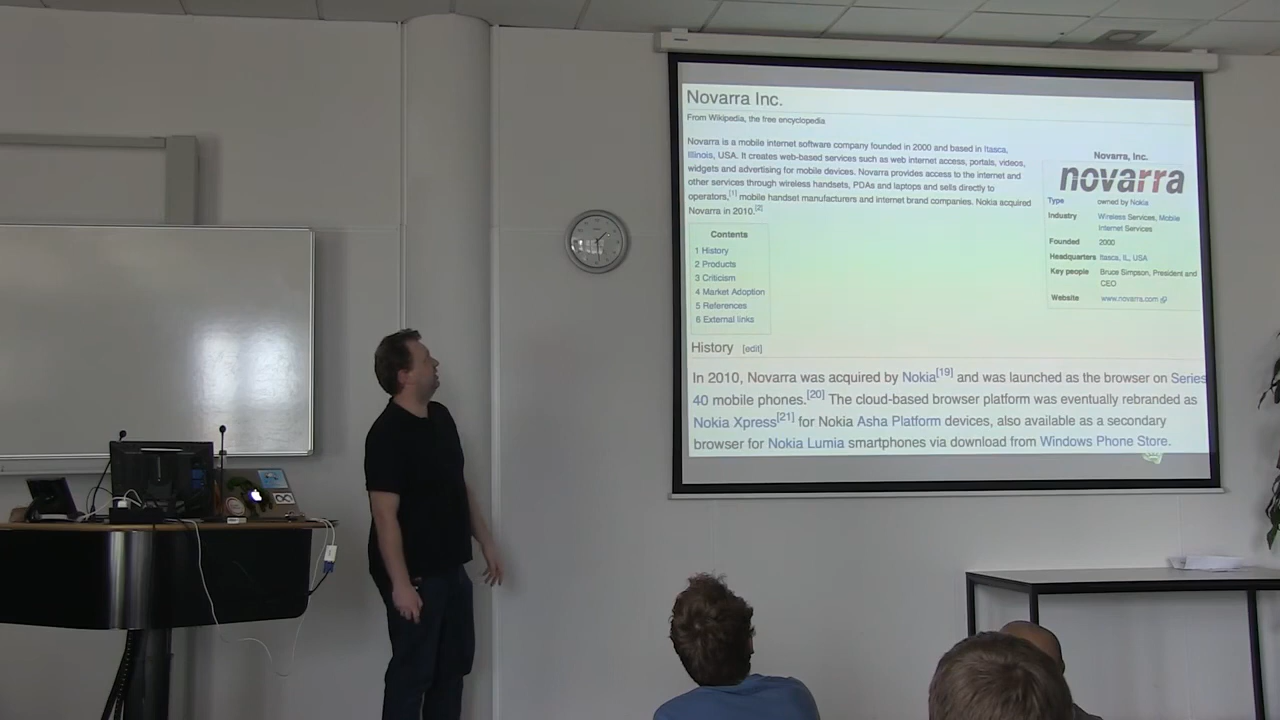 Novarra Inc.
From Wikipedia, the free encyclopedia
Novarra is a mobile internet software company founded in 2000 and based in Itasca,
Illinois, USA. It creates web-based services such as web internet access, portals, videos,
widgets and advertising for mobile devices. Novarra provides access to the internet and
other services through wireless handsets, PDAs and laptops and sells directly to
operators,[1] mobile handset manufacturers and internet brand companies. Nokia acquired
Novarra in 2010.[2]
Contents
1 History
2 Products
3 Criticism
4 Market Adoption
5 References
6 External links
Novarra, Inc.
novarra
Type owned by Nokia
Industry Wireless Services, Mobile
Internet Services
Founded 2000
Headquarters Itasca, IL, USA
Key people Bruce Simpson, President and
CEO
Website www.novarra.com
History [edit]
In 2010, Novarra was acquired by Nokia[19] and was launched as the browser on Series
40 mobile phones.[20] The cloud-based browser platform was eventually rebranded as
Nokia Xpress[21] for Nokia Asha Platform devices, also available as a secondary
browser for Nokia Lumia smartphones via download from Windows Phone Store.